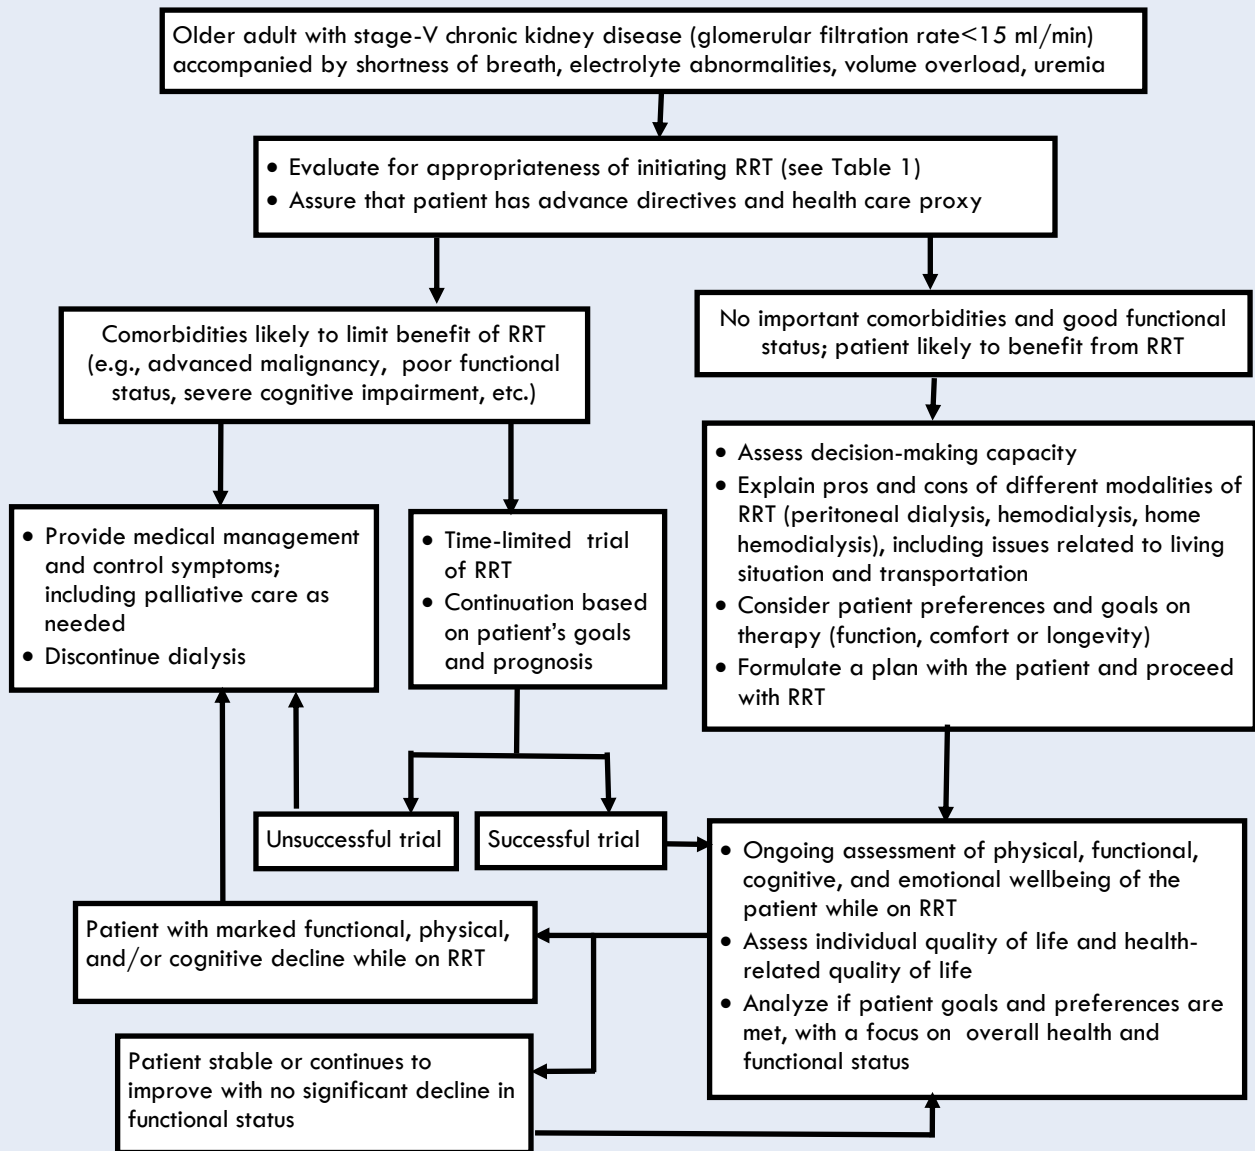 Older adult with stage-V chronic kidney disease (glomerular filtration rate<15 ml/min)
accompanied by shortness of breath, electrolyte abnormalities, volume overload, uremia
• Evaluate for appropriateness of initiating RRT (see Table 1)
• Assure that patient has advance directives and health care proxy
Comorbidities likely to limit benefit of RRT
(e.g., advanced malignancy, poor functional
status, severe cognitive impairment, etc.)
No important comorbidities and good functional
status; patient likely to benefit from RRT
• Provide medical management
and control symptoms;
including palliative care as
needed
• Discontinue dialysis
• Time-limited trial
of RRT
• Continuation based
on patient's goals
and prognosis
• Assess decision-making capacity
• Explain pros and cons of different modalities of
RRT (peritoneal dialysis, hemodialysis, home
hemodialysis), including issues related to living
situation and transportation
• Consider patient preferences and goals on
therapy (function, comfort or longevity)
• Formulate a plan with the patient and proceed
with RRT
Unsuccessful trial
Successful trial
• Ongoing assessment of physical, functional,
cognitive, and emotional wellbeing of the
patient while on RRT
• Assess individual quality of life and health-
related quality of life
• Analyze if patient goals and preferences are
met, with a focus on overall health and
functional status
Patient with marked functional, physical,
and/or cognitive decline while on RRT
Patient stable or continues to
improve with no significant decline in
functional status